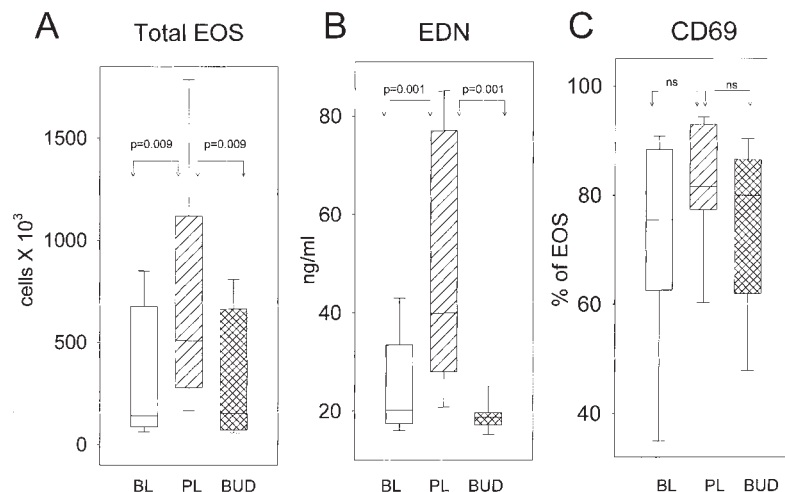 A Total EOS
1500
1000
500
0
cells X 10³
p=0.009 p=0.009
BL PL BUD
B EDN
80
60
40
20
ng/ml
p=0.001 p=0.001
BL PL BUD
C CD69
100
80
60
40
% of EOS
ns ns
BL PL BUD